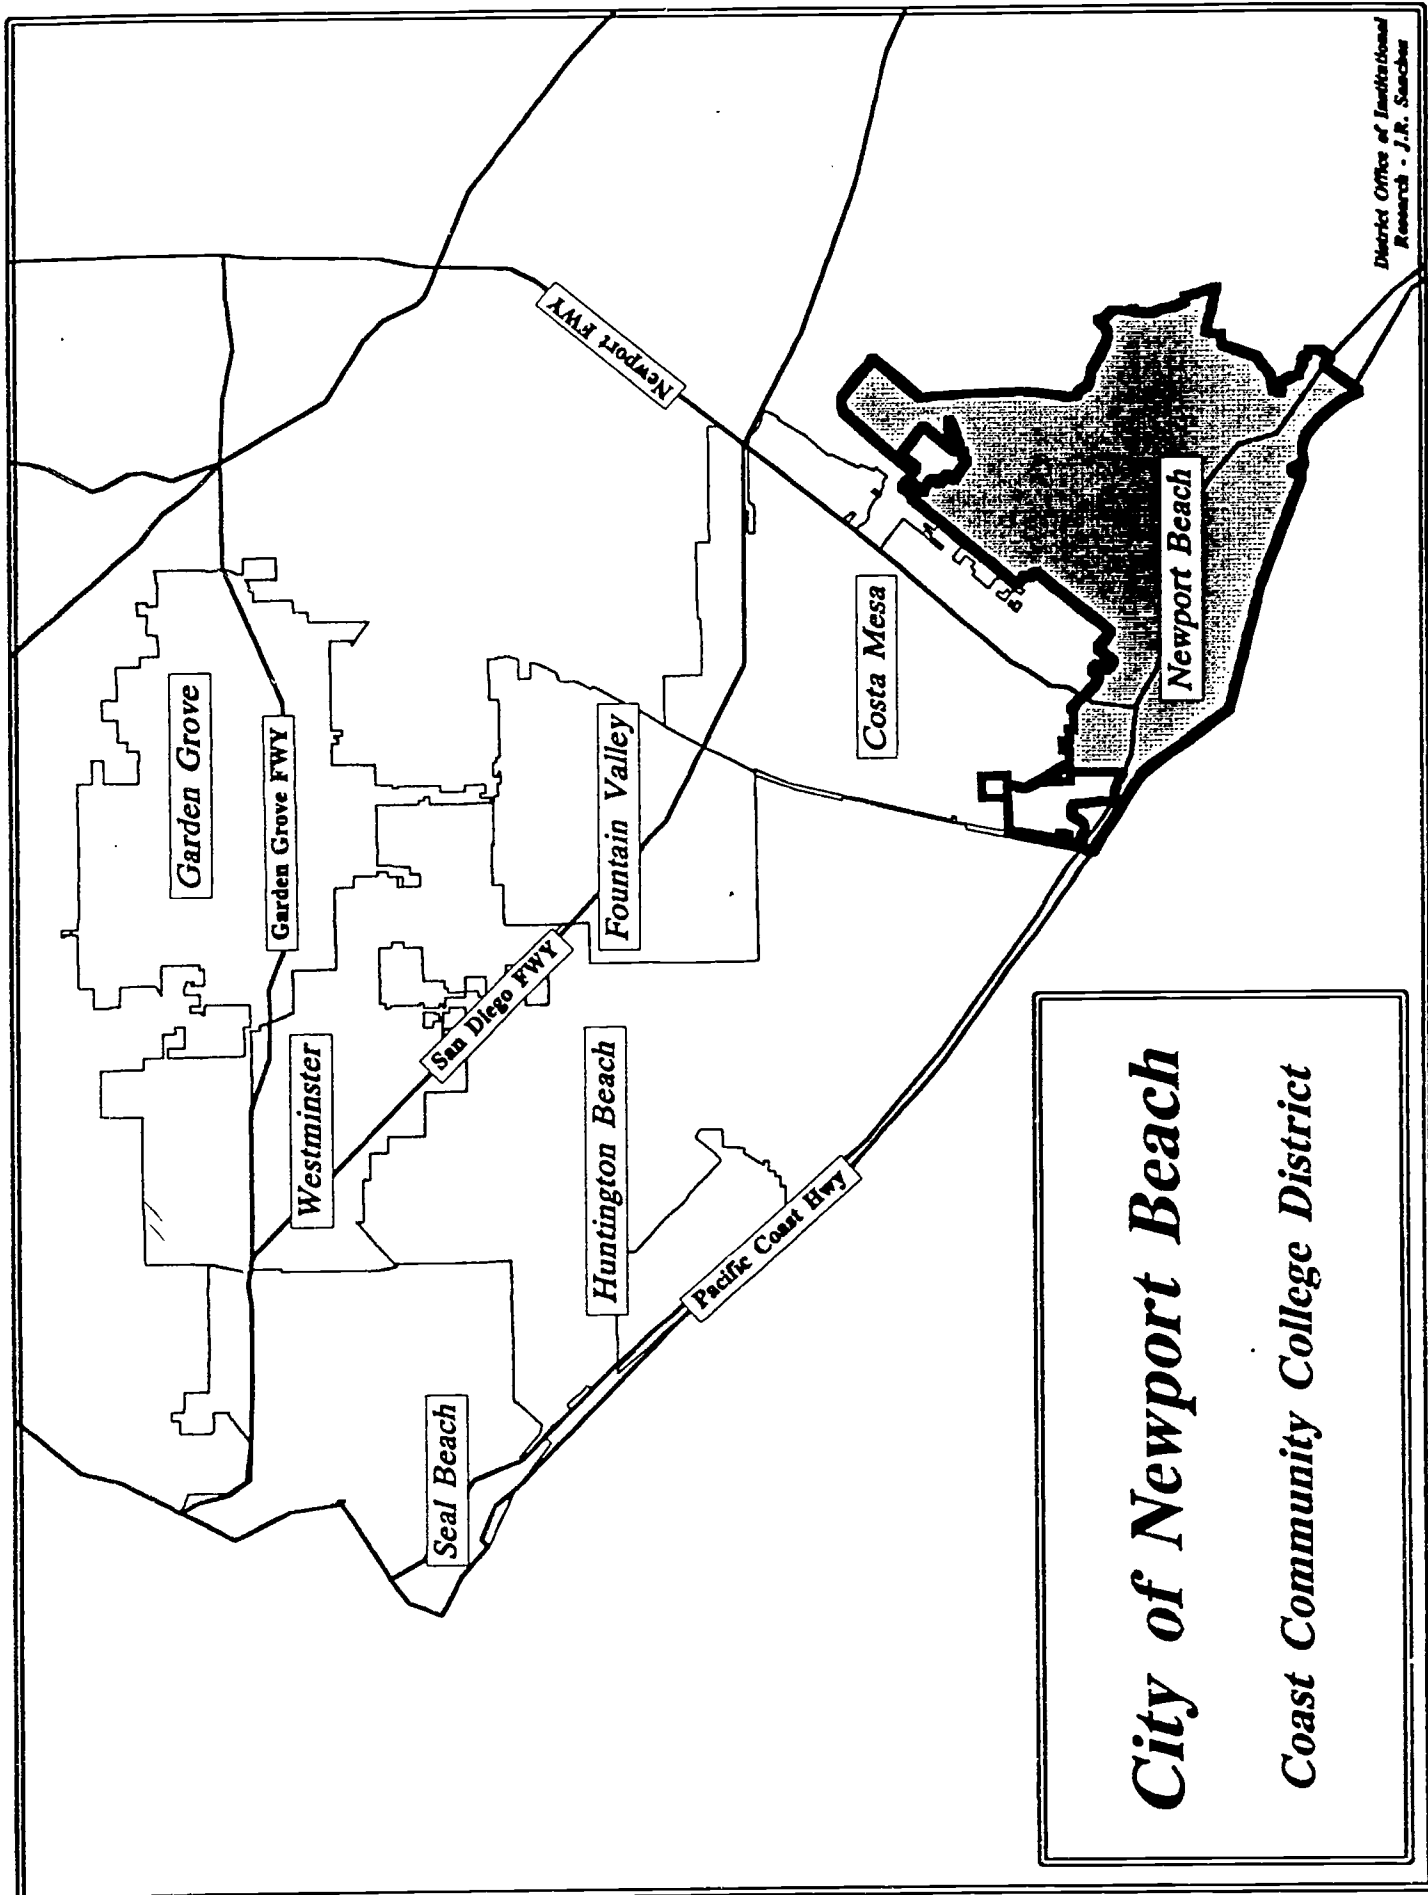 Garden Grove
Garden Grove FWY
Westminster
San Diego FWY
Seal Beach
Huntington Beach
Fountain Valley
Newport FWY
Costa Mesa
Pacific Coast Hwy
Newport Beach
City of Newport Beach
Coast Community College District
District Office of Institutional
Research - J.R. Sanchez